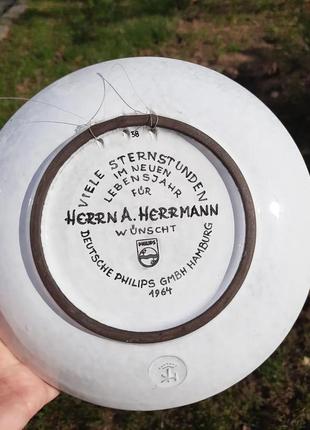 58
VIELE STERNSTUNDEN
IM NEUEN
LEBENSJAHR
FÜR
HERRN A. HERRMANN
WÜNSCHT
PHILIPS
DEUTSCHE PHILIPS GMBH HAMBURG
1964